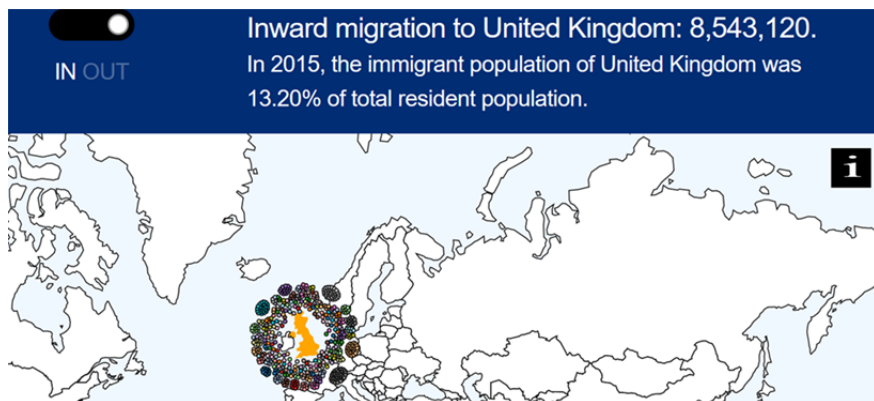 Inward migration to United Kingdom: 8,543,120.
IN OUT
In 2015, the immigrant population of United Kingdom was
13.20% of total resident population.
i